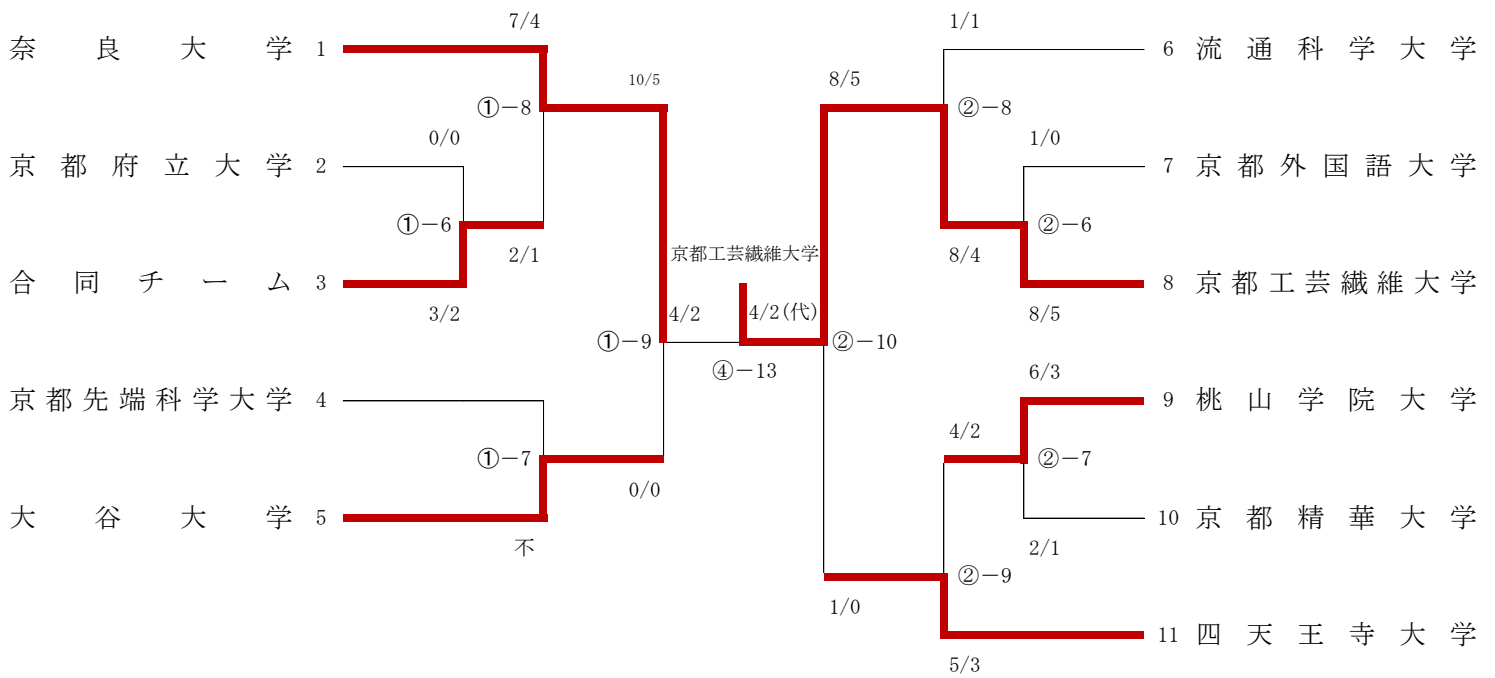 7/4
1/1
奈良大学 1
6 流通科学大学
10/5
8/5
①−8
②−8
0/0
1/0
京都府立大学 2
7 京都外国語大学
①−6
②−6
2/1
京都工芸繊維大学
8/4
合同チーム 3
8 京都工芸繊維大学
3/2
4/2
4/2(代)
8/5
①−9
②−10
④−13
6/3
京都先端科学大学 4
9 桃山学院大学
4/2
①−7
②−7
0/0
大谷大学 5
10 京都精華大学
不
2/1
②−9
1/0
11 四天王寺大学
5/3